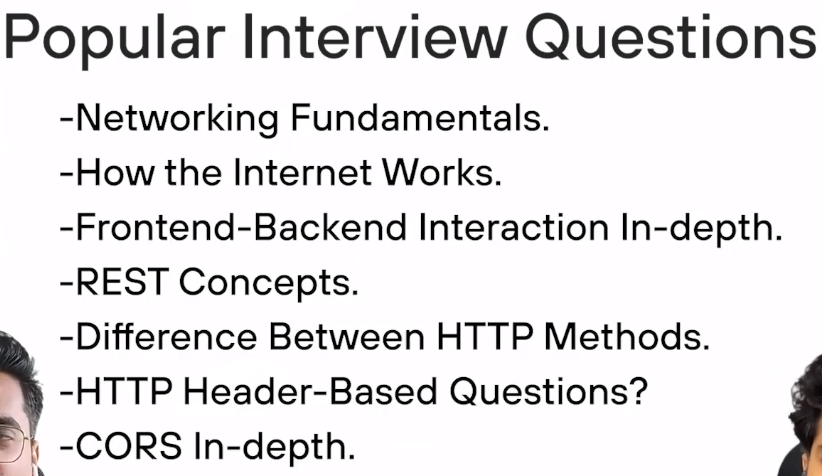 Popular Interview Questions
-Networking Fundamentals.
-How the Internet Works.
-Frontend-Backend Interaction In-depth.
-REST Concepts.
-Difference Between HTTP Methods.
-HTTP Header-Based Questions?
-CORS In-depth.